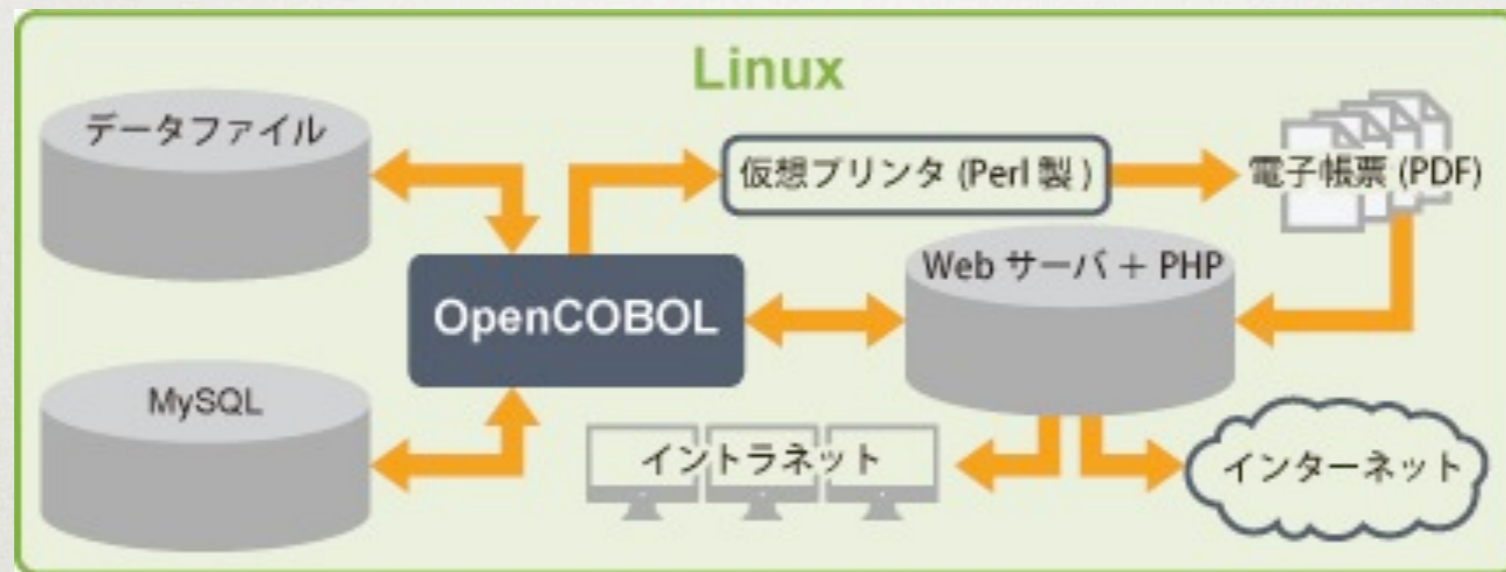 Linux
データファイル
仮想プリンタ (Perl 製 )
電子帳票 (PDF)
Web サーバ + PHP
OpenCOBOL
MySQL
イントラネット
インターネット